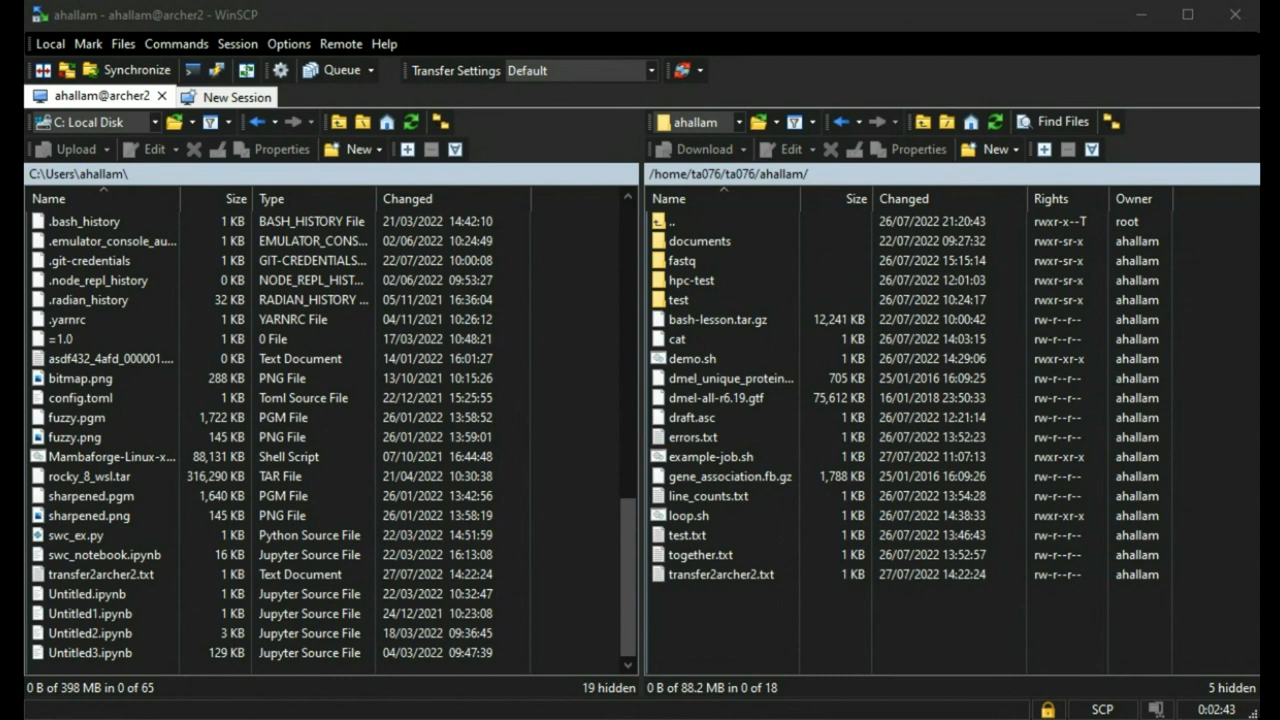 ahallam - ahallam@archer2 - WinSCP
Local Mark Files Commands Session Options Remote Help
Synchronize Queue Transfer Settings Default
ahallam@archer2 New Session
C: Local Disk
Upload Edit Properties New
C:\Users\ahallam\
Name Size Type Changed
.bash_history 1 KB BASH_HISTORY File 21/03/2022 14:42:10
.emulator_console_au... 1 KB EMULATOR_CONS... 02/06/2022 10:24:49
.git-credentials 1 KB GIT-CREDENTIALS... 22/07/2022 10:00:08
.node_repl_history 0 KB NODE_REPL_HIST... 02/06/2022 09:53:27
.radian_history 32 KB RADIAN_HISTORY ... 05/11/2021 16:36:04
.yarnrc 1 KB YARNRC File 04/11/2021 10:26:12
=1.0 0 KB 0 File 17/03/2022 10:48:21
asdf432_4afd_000001.... 0 KB Text Document 14/01/2022 16:01:27
bitmap.png 288 KB PNG File 13/10/2021 10:15:26
config.toml 1 KB Toml Source File 22/12/2021 15:25:55
fuzzy.pgm 1,722 KB PGM File 26/01/2022 13:58:52
fuzzy.png 145 KB PNG File 26/01/2022 13:59:01
Mambaforge-Linux-x... 88,131 KB Shell Script 07/10/2021 16:44:48
rocky_8_wsl.tar 316,290 KB TAR File 21/04/2022 10:30:38
sharpened.pgm 1,640 KB PGM File 26/01/2022 13:42:56
sharpened.png 145 KB PNG File 26/01/2022 13:58:19
swc_ex.py 1 KB Python Source File 22/03/2022 14:51:59
swc_notebook.ipynb 16 KB Jupyter Source File 22/03/2022 16:13:08
transfer2archer2.txt 1 KB Text Document 27/07/2022 14:22:24
Untitled.ipynb 1 KB Jupyter Source File 22/03/2022 10:32:47
Untitled1.ipynb 1 KB Jupyter Source File 24/12/2021 10:23:08
Untitled2.ipynb 3 KB Jupyter Source File 18/03/2022 09:36:45
Untitled3.ipynb 129 KB Jupyter Source File 04/03/2022 09:47:39
0 B of 398 MB in 0 of 65 19 hidden
ahallam Find Files
Download Edit Properties New
/home/ta076/ta076/ahallam/
Name Size Changed Rights Owner
.. 26/07/2022 21:20:43 rwxr-x--T root
documents 22/07/2022 09:27:32 rwxr-sr-x ahallam
fastq 26/07/2022 15:15:14 rwxr-sr-x ahallam
hpc-test 26/07/2022 12:01:03 rwxr-sr-x ahallam
test 26/07/2022 10:24:17 rwxr-sr-x ahallam
bash-lesson.tar.gz 12,241 KB 22/07/2022 10:00:42 rw-r--r-- ahallam
cat 1 KB 26/07/2022 14:03:15 rw-r--r-- ahallam
demo.sh 1 KB 26/07/2022 14:29:06 rwxr-xr-x ahallam
dmel_unique_protein... 705 KB 25/01/2016 16:09:25 rw-r--r-- ahallam
dmel-all-r6.19.gtf 75,612 KB 16/01/2018 23:50:33 rw-r--r-- ahallam
draft.asc 1 KB 26/07/2022 12:21:14 rw-r--r-- ahallam
errors.txt 1 KB 26/07/2022 13:52:23 rw-r--r-- ahallam
example-job.sh 1 KB 27/07/2022 11:07:13 rwxr-xr-x ahallam
gene_association.fb.gz 1,788 KB 25/01/2016 16:09:26 rw-r--r-- ahallam
line_counts.txt 1 KB 26/07/2022 13:54:28 rw-r--r-- ahallam
loop.sh 1 KB 26/07/2022 14:38:33 rwxr-xr-x ahallam
test.txt 1 KB 26/07/2022 13:46:43 rw-r--r-- ahallam
together.txt 1 KB 26/07/2022 13:52:57 rw-r--r-- ahallam
transfer2archer2.txt 1 KB 27/07/2022 14:22:24 rw-r--r-- ahallam
0 B of 88.2 MB in 0 of 18 5 hidden
SCP 0:02:43